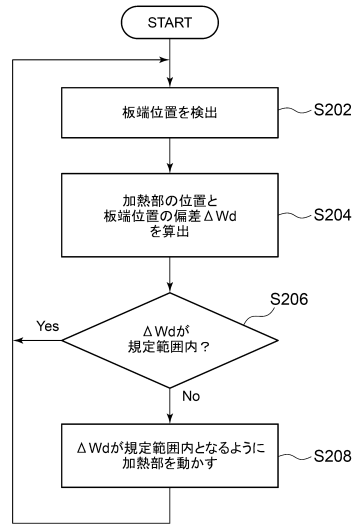 START
板端位置を検出
S202
加熱部の位置と
板端位置の偏差ΔWd
を算出
S204
S206
ΔWdが
規定範囲内？
Yes
No
ΔWdが規定範囲内となるように
加熱部を動かす
S208